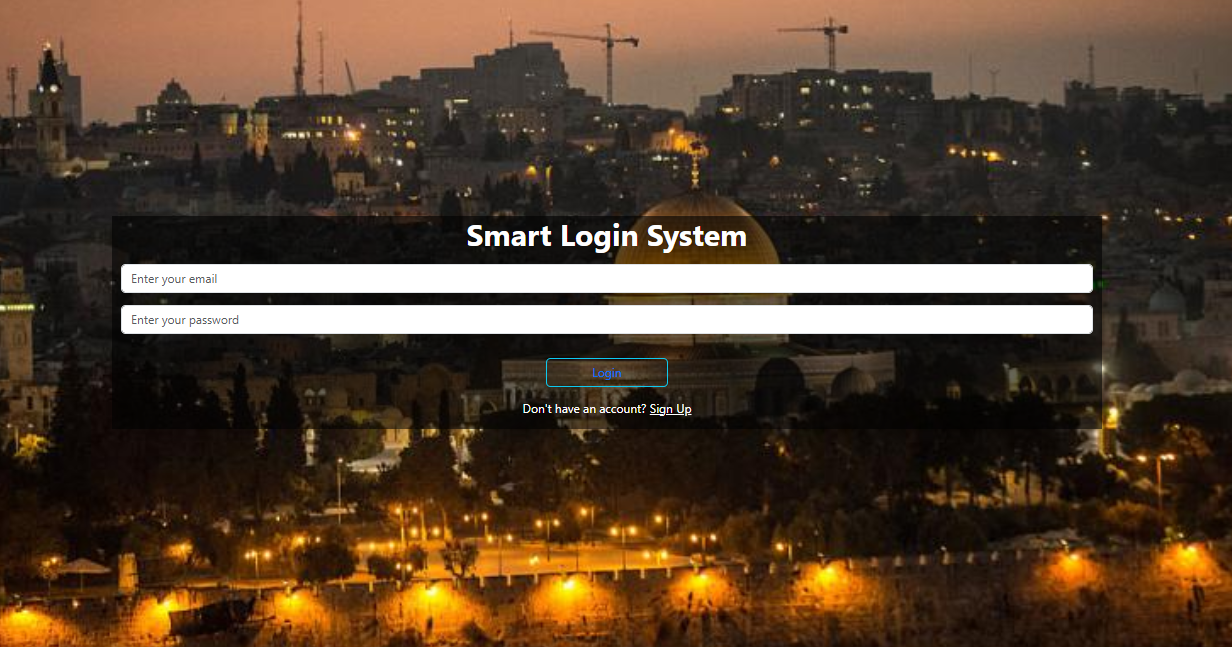 Smart Login System
Enter your email
Enter your password
Login
Don't have an account? Sign Up